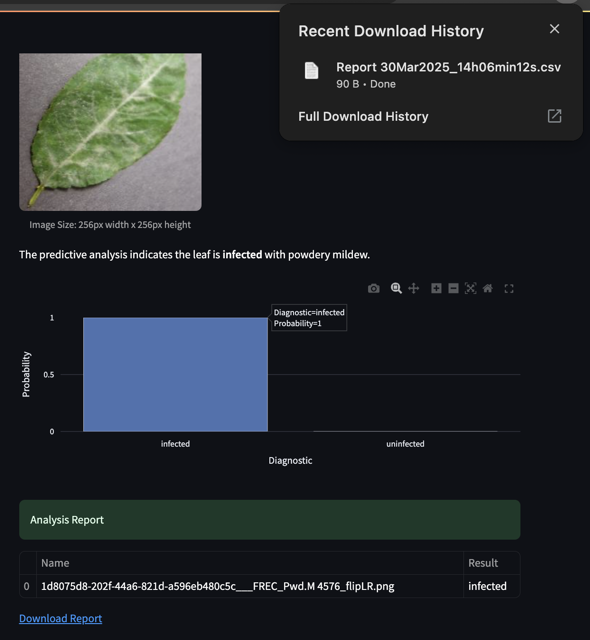 Recent Download History
Report 30Mar2025_14h06min12s.csv
90 B • Done
Full Download History
Image Size: 256px width x 256px height
The predictive analysis indicates the leaf is infected with powdery mildew.
Diagnostic=infected
Probability=1
1
0.5
0
Probability
infected uninfected
Diagnostic
Analysis Report
Name Result
0 1d8075d8-202f-44a6-821d-a596eb480c5c___FREC_Pwd.M 4576_flipLR.png infected
Download Report